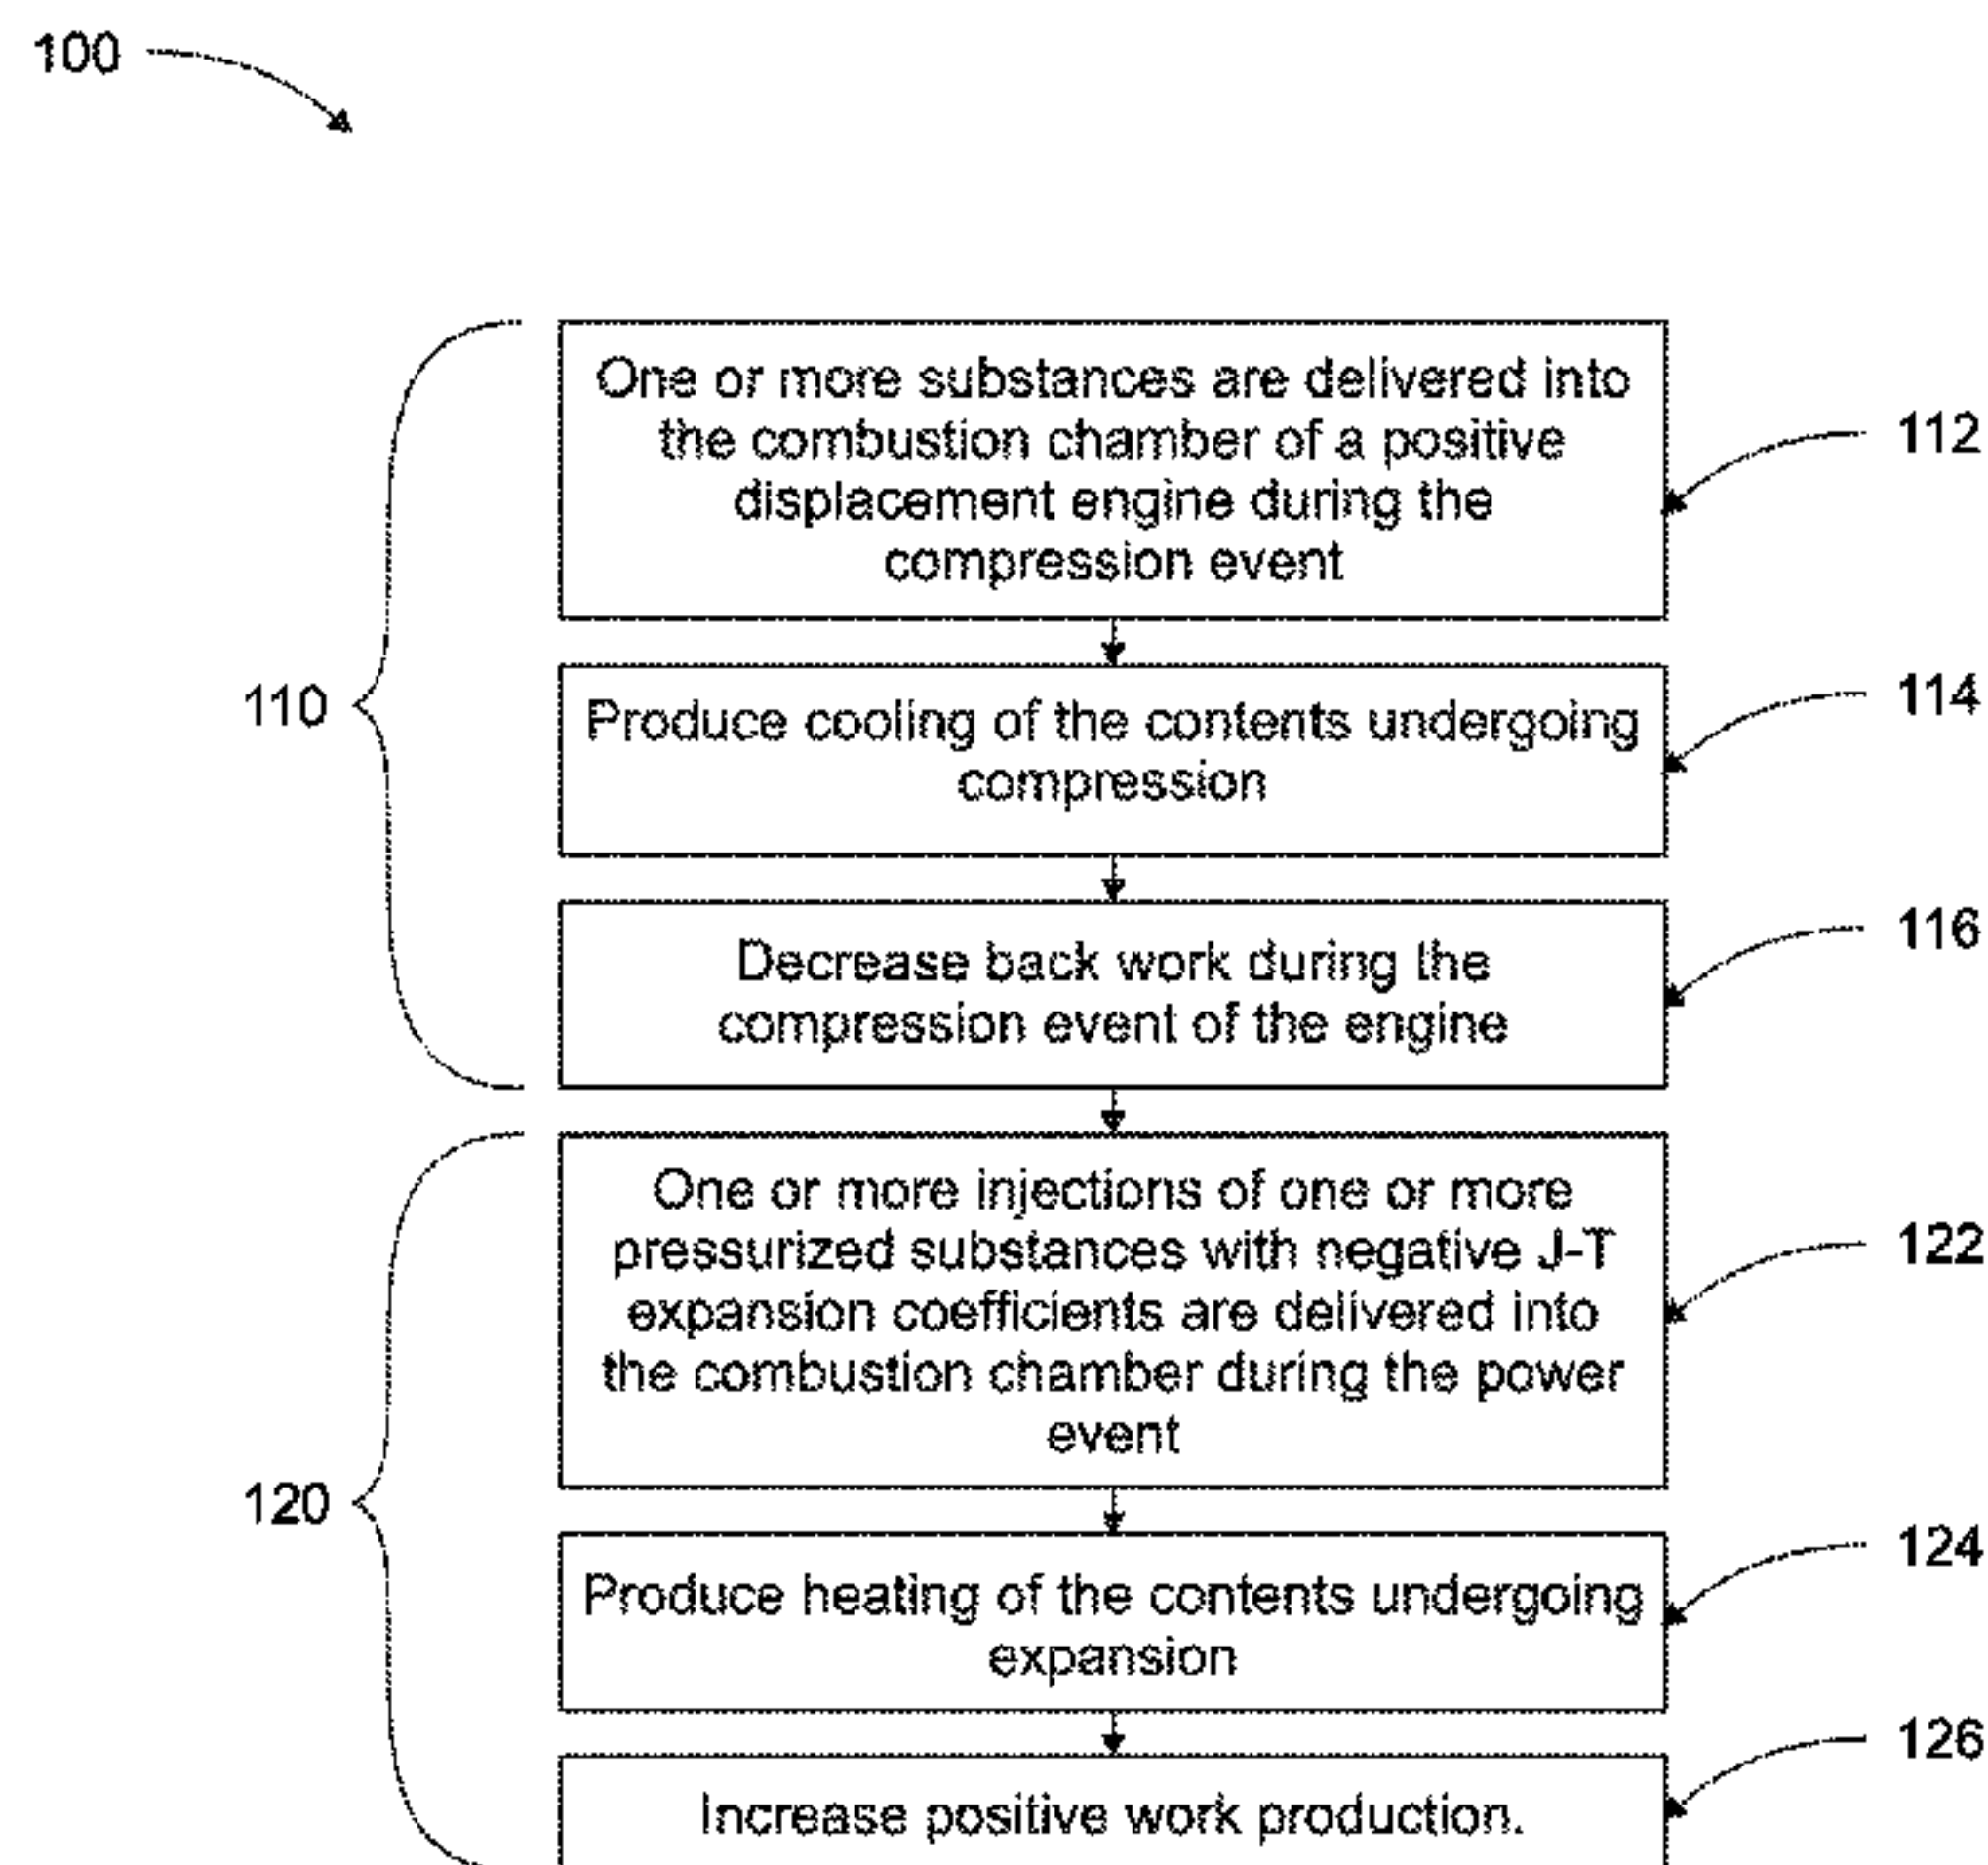 100
One or more substances are delivered into
the combustion chamber of a positive
displacement engine during the
compression event
112
110
Produce cooling of the contents undergoing
compression
114
Decrease back work during the
compression event of the engine
116
One or more injections of one or more
pressurized substances with negative J-T
expansion coefficients are delivered into
the combustion chamber during the power
event
122
120
Produce heating of the contents undergoing
expansion
124
Increase positive work production.
126